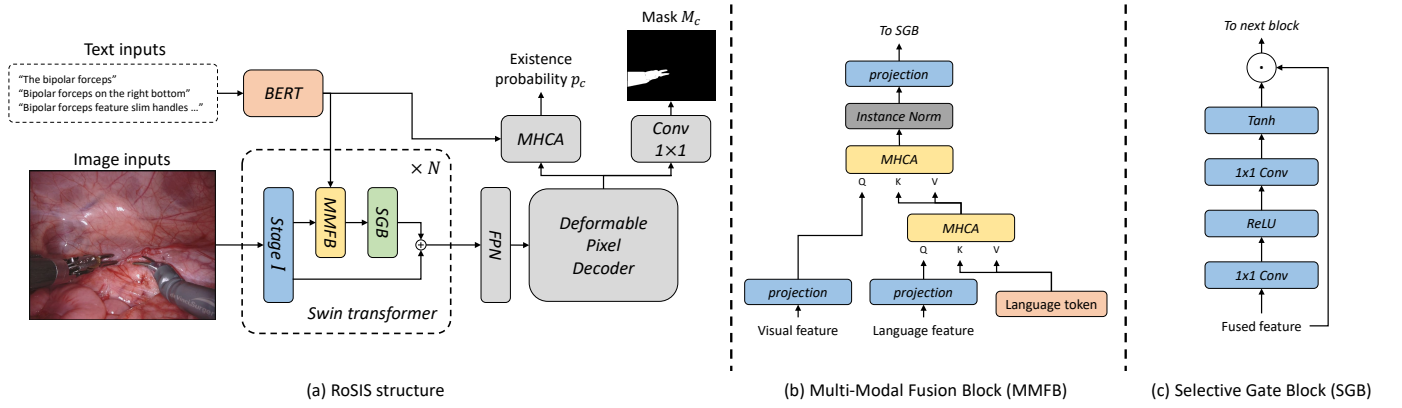 Text inputs
"The bipolar forceps"
"Bipolar forceps on the right bottom"
"Bipolar forceps feature slim handles ..."
BERT
Image inputs
× N
Stage I
MMFB
SGB
Swin transformer
FPN
Deformable
Pixel
Decoder
MHCA
Existence
probability p_c
Conv
1×1
Mask M_c
(a) RoSIS structure
To SGB
projection
Instance Norm
MHCA
Q K V
MHCA
Q K V
projection
projection
Language token
Visual feature
Language feature
(b) Multi-Modal Fusion Block (MMFB)
To next block
Tanh
1x1 Conv
ReLU
1x1 Conv
Fused feature
(c) Selective Gate Block (SGB)